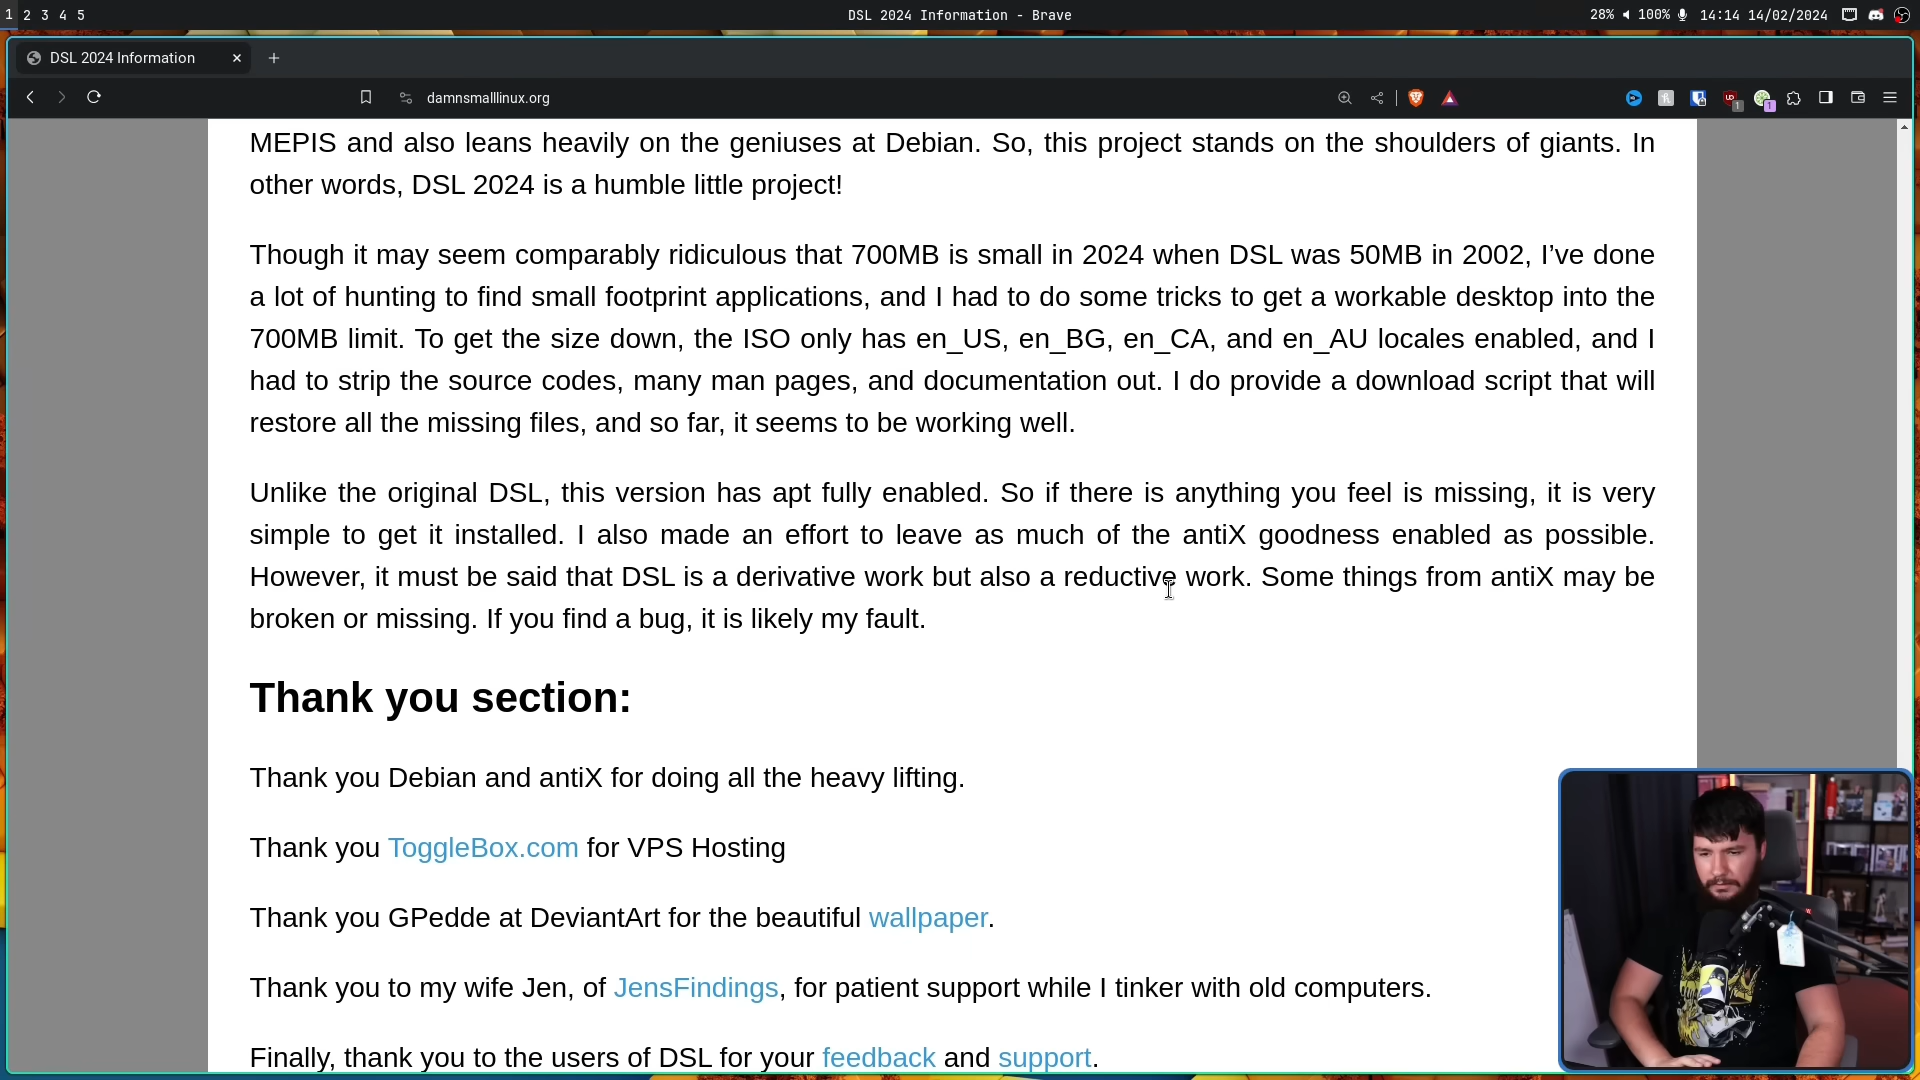 1 2 3 4 5
DSL 2024 Information - Brave
28% 100% 14:14 14/02/2024
DSL 2024 Information
damnsmalllinux.org
UD
1
1
MEPIS and also leans heavily on the geniuses at Debian. So, this project stands on the shoulders of giants. In
other words, DSL 2024 is a humble little project!
Though it may seem comparably ridiculous that 700MB is small in 2024 when DSL was 50MB in 2002, I’ve done
a lot of hunting to find small footprint applications, and I had to do some tricks to get a workable desktop into the
700MB limit. To get the size down, the ISO only has en_US, en_BG, en_CA, and en_AU locales enabled, and I
had to strip the source codes, many man pages, and documentation out. I do provide a download script that will
restore all the missing files, and so far, it seems to be working well.
Unlike the original DSL, this version has apt fully enabled. So if there is anything you feel is missing, it is very
simple to get it installed. I also made an effort to leave as much of the antiX goodness enabled as possible.
However, it must be said that DSL is a derivative work but also a reductive work. Some things from antiX may be
broken or missing. If you find a bug, it is likely my fault.
Thank you section:
Thank you Debian and antiX for doing all the heavy lifting.
Thank you ToggleBox.com for VPS Hosting
Thank you GPedde at DeviantArt for the beautiful wallpaper.
Thank you to my wife Jen, of JensFindings, for patient support while I tinker with old computers.
Finally, thank you to the users of DSL for your feedback and support.